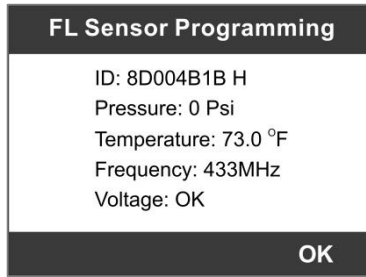 FL Sensor Programming
ID: 8D004B1B H
Pressure: 0 Psi
Temperature: 73.0 °F
Frequency: 433MHz
Voltage: OK
OK